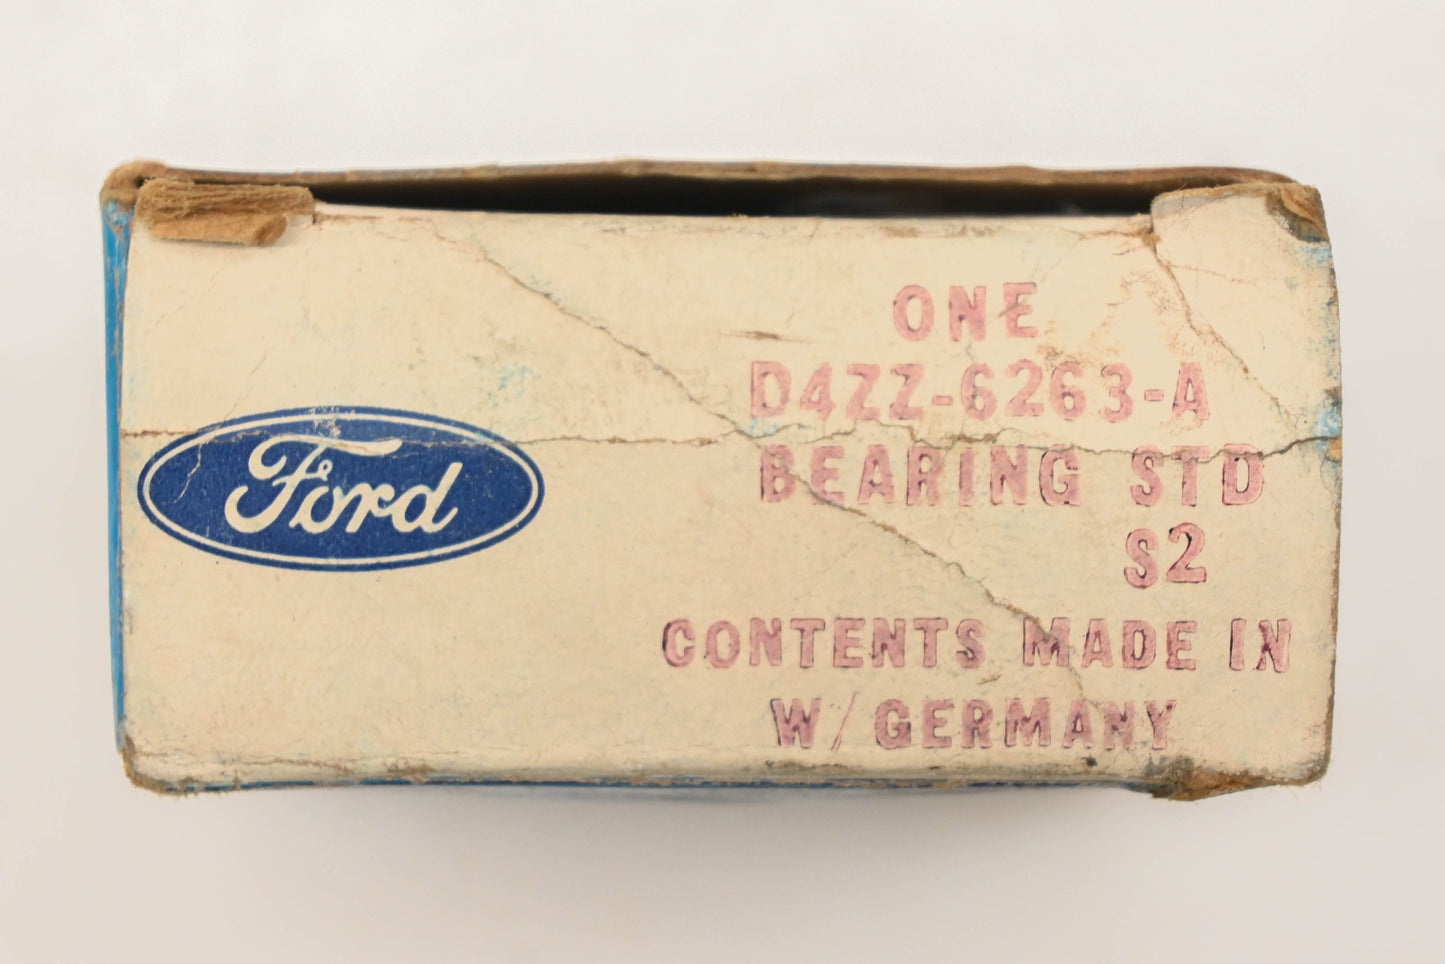 Ford
ONE
D4ZZ-6263-A
BEARING STD
S2
CONTENTS MADE IN
W/GERMANY